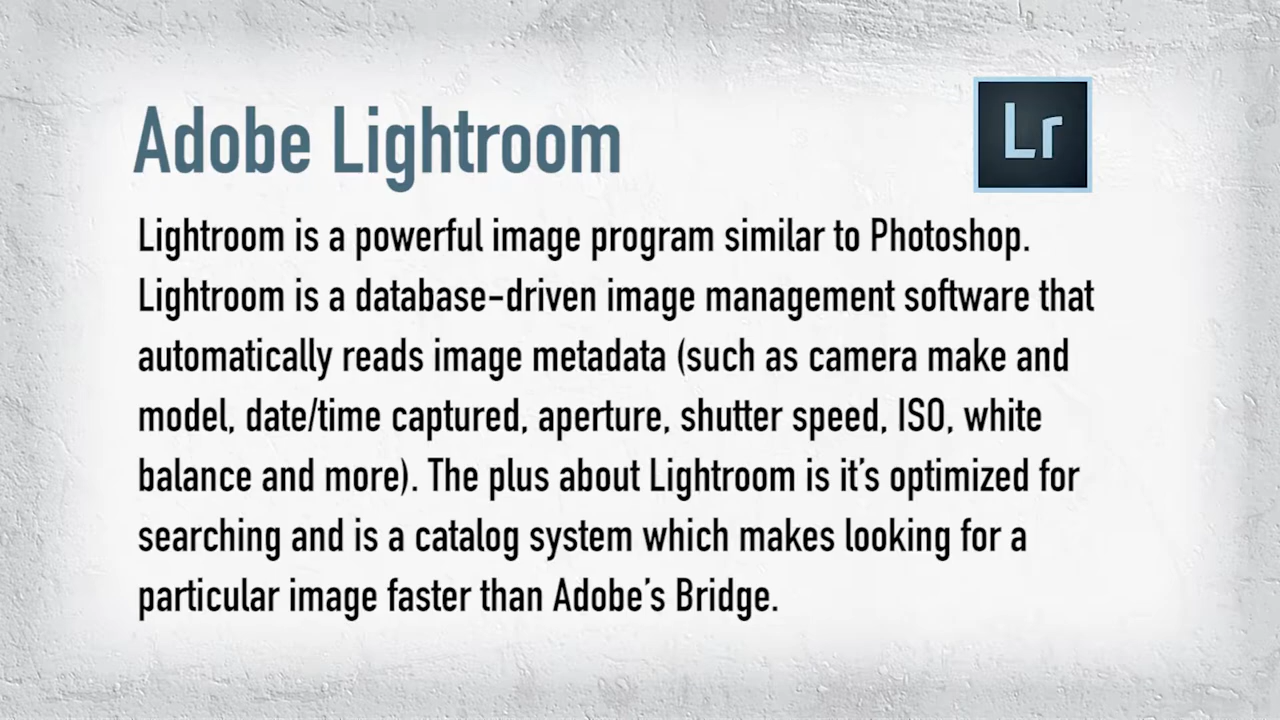 Adobe Lightroom
Lr
Lightroom is a powerful image program similar to Photoshop.
Lightroom is a database-driven image management software that
automatically reads image metadata (such as camera make and
model, date/time captured, aperture, shutter speed, ISO, white
balance and more). The plus about Lightroom is it’s optimized for
searching and is a catalog system which makes looking for a
particular image faster than Adobe’s Bridge.